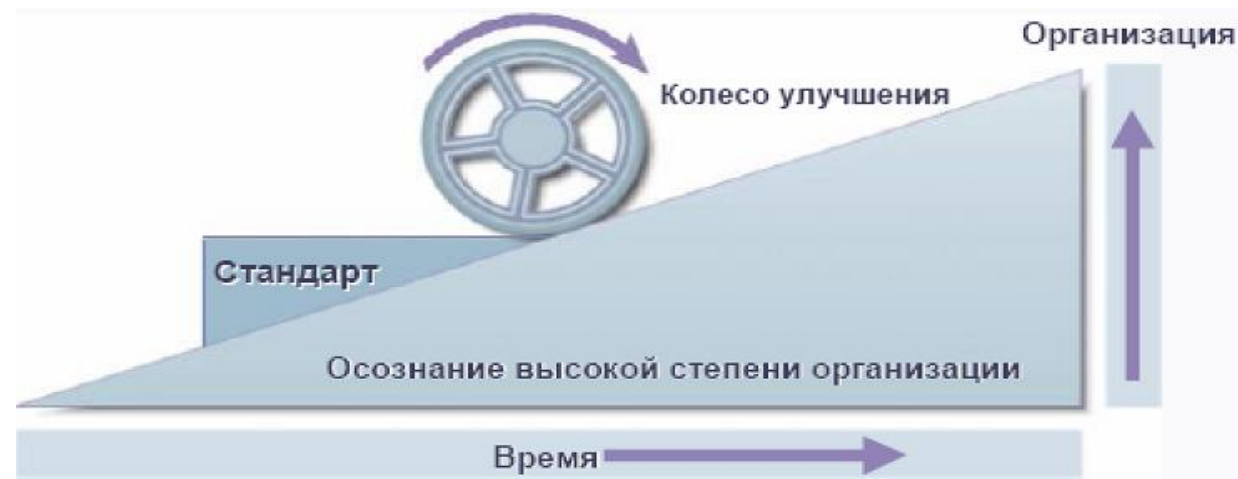 Организация
Колесо улучшения
Стандарт
Осознание высокой степени организации
Время